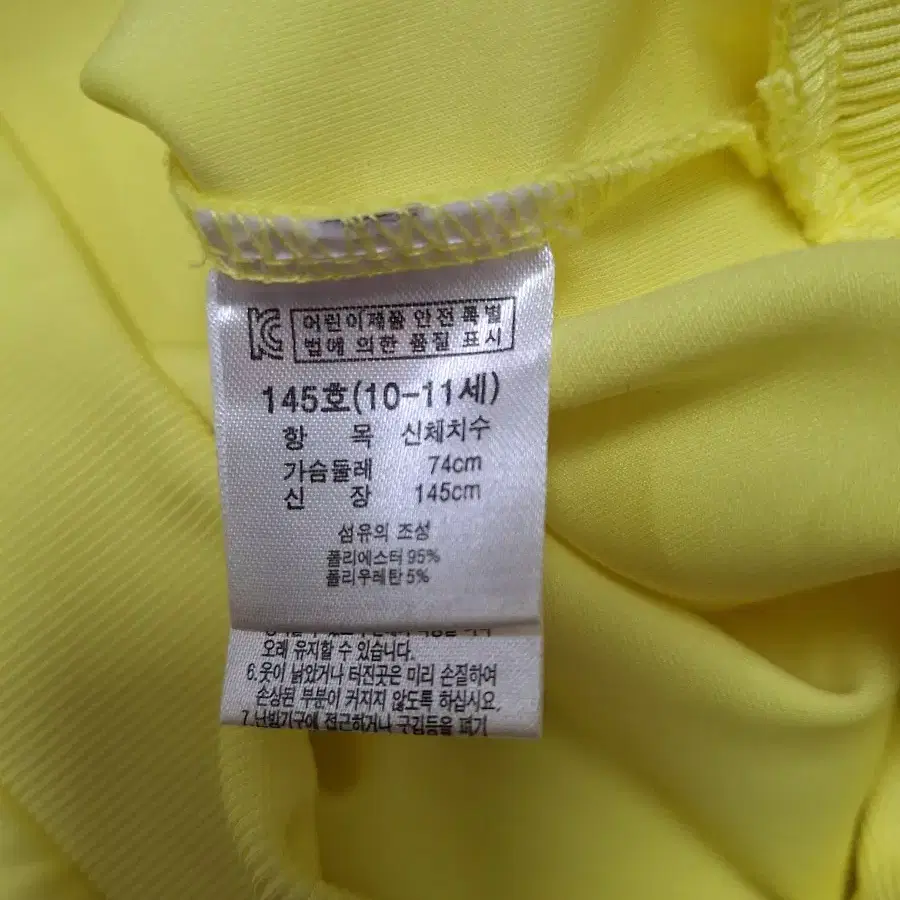 KC 어린이제품 안전 특별
법에 의한 품질 표시
145호(10-11세)
항 목 신체치수
가슴둘레 74cm
신 장 145cm
섬유의 조성
폴리에스터 95%
폴리우레탄 5%
오래 유지할 수 있습니다.
6.옷이 낡았거나 터진곳은 미리 손질하여
손상된 부분이 커지지 않도록 하십시요.
7.난방기구에 접근하거나 구김등을 펴기